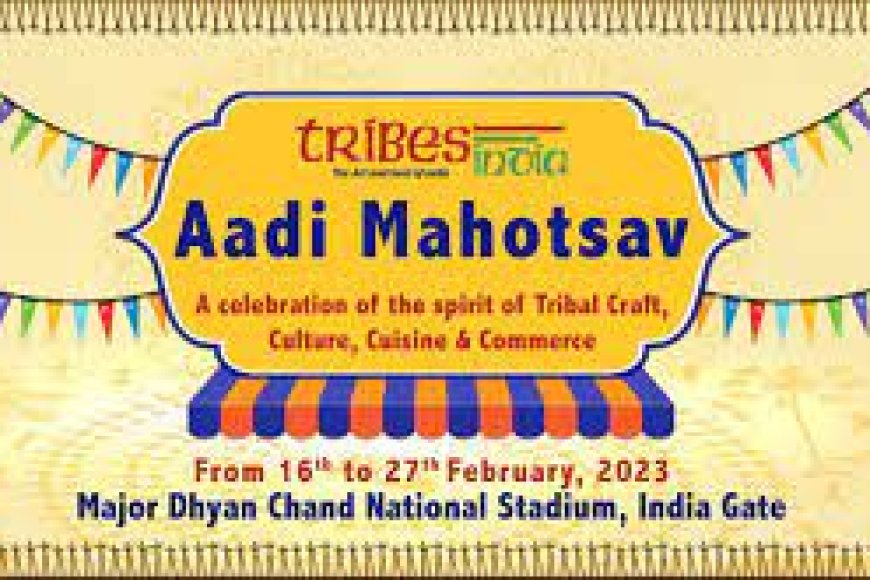 TRIBES INDIA
Aadi Mahotsav
A celebration of the spirit of Tribal Craft,
Culture, Cuisine & Commerce
From 16th to 27th February, 2023
Major Dhyan Chand National Stadium, India Gate